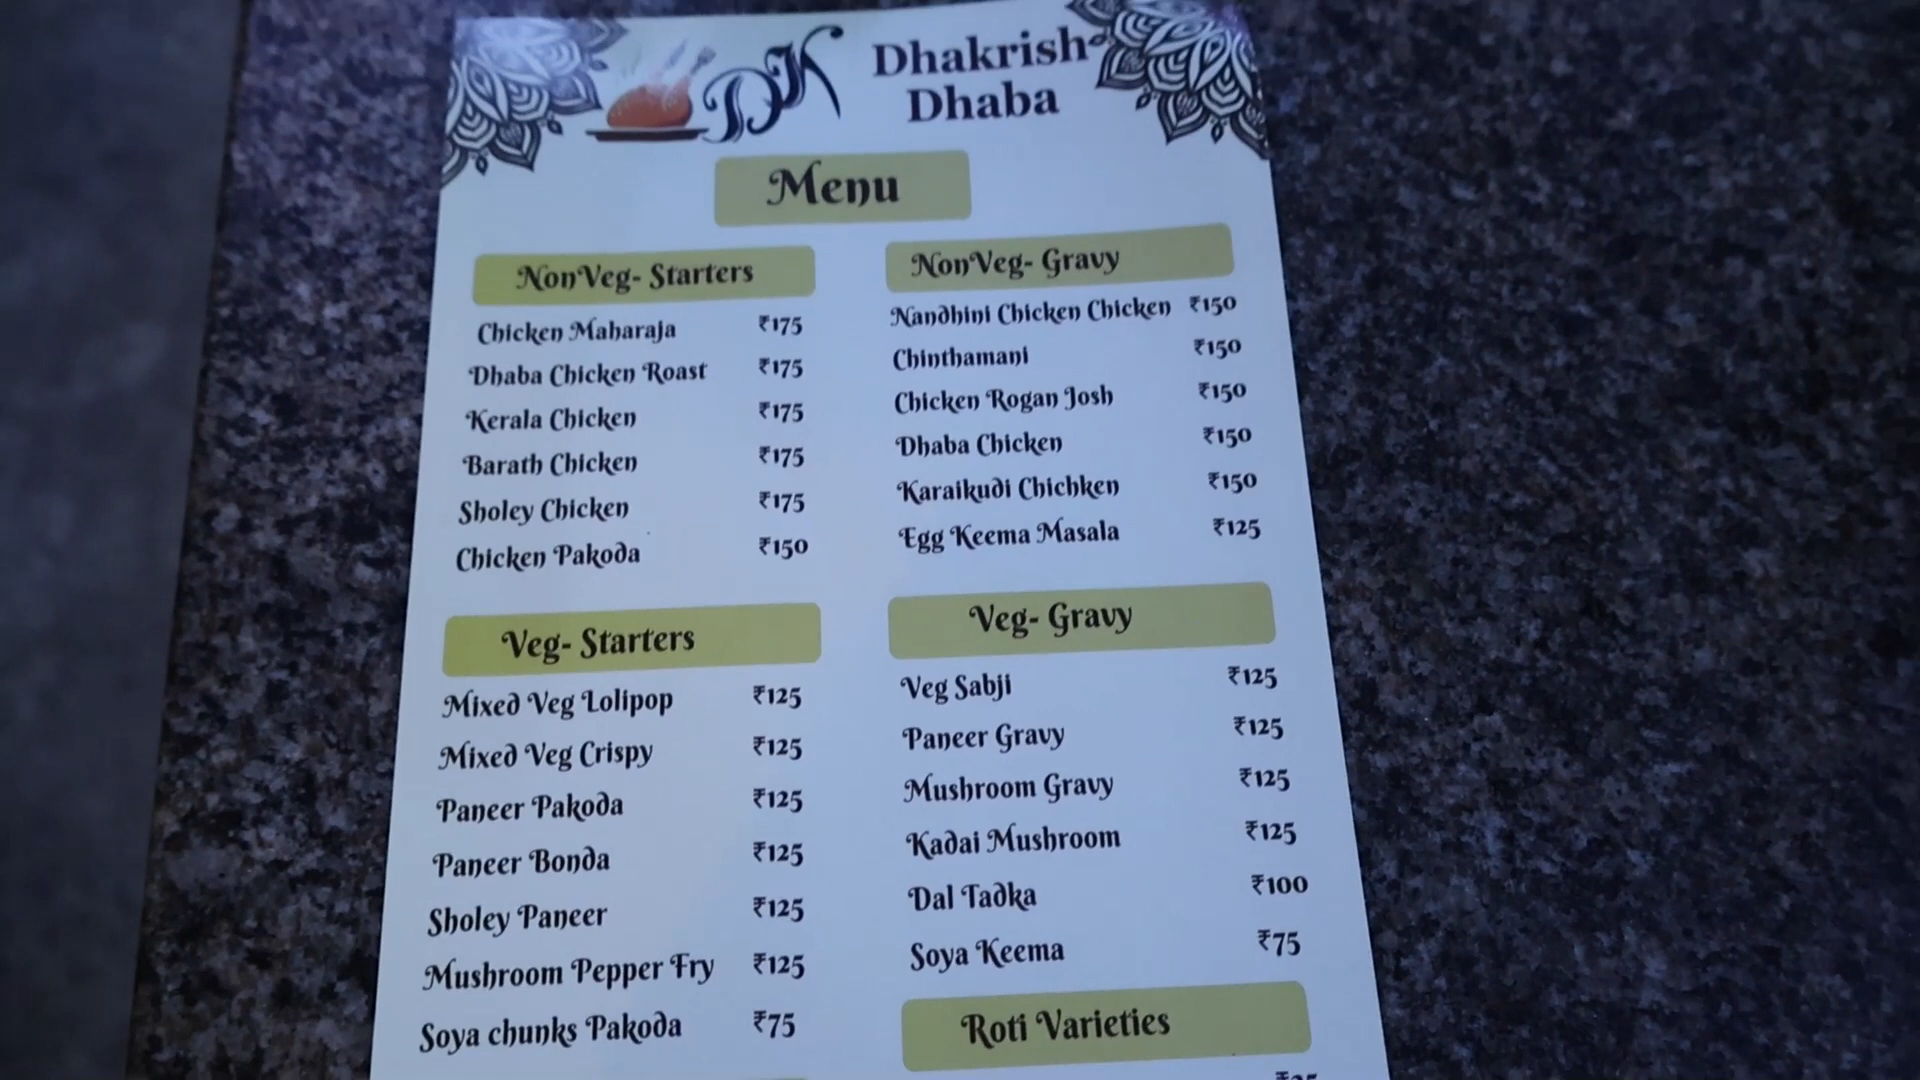 DK
Dhakrish
Dhaba
Menu
NonVeg- Starters
Chicken Maharaja ₹175
Dhaba Chicken Roast ₹175
Kerala Chicken ₹175
Barath Chicken ₹175
Sholey Chicken ₹175
Chicken Pakoda ₹150
Veg- Starters
Mixed Veg Lolipop ₹125
Mixed Veg Crispy ₹125
Paneer Pakoda ₹125
Paneer Bonda ₹125
Sholey Paneer ₹125
Mushroom Pepper Fry ₹125
Soya chunks Pakoda ₹75
NonVeg- Gravy
Nandhini Chicken Chicken ₹150
Chinthamani ₹150
Chicken Rogan Josh ₹150
Dhaba Chicken ₹150
Karaikudi Chichken ₹150
Egg Keema Masala ₹125
Veg- Gravy
Veg Sabji ₹125
Paneer Gravy ₹125
Mushroom Gravy ₹125
Kadai Mushroom ₹125
Dal Tadka ₹100
Soya Keema ₹75
Roti Varieties